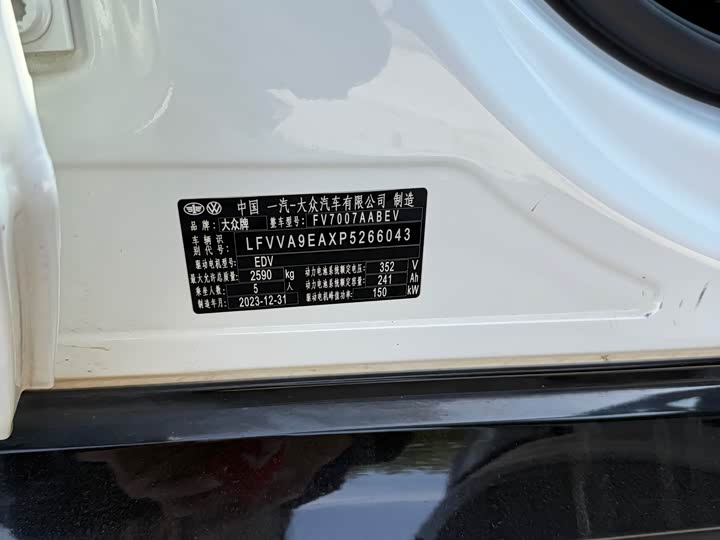 中国 一汽-大众汽车有限公司 制造
大众牌 整车型号: FV7007AABEV
车辆识别代号: LFVVA9EAXP5266043
驱动电机型号: EDV
最大允许总质量: 2590 kg 动力电池系统额定电压: 352 V
乘坐人数: 5 人 动力电池系统额定容量: 241 Ah
制造年月: 2023-12-31 驱动电机峰值功率: 150 kW